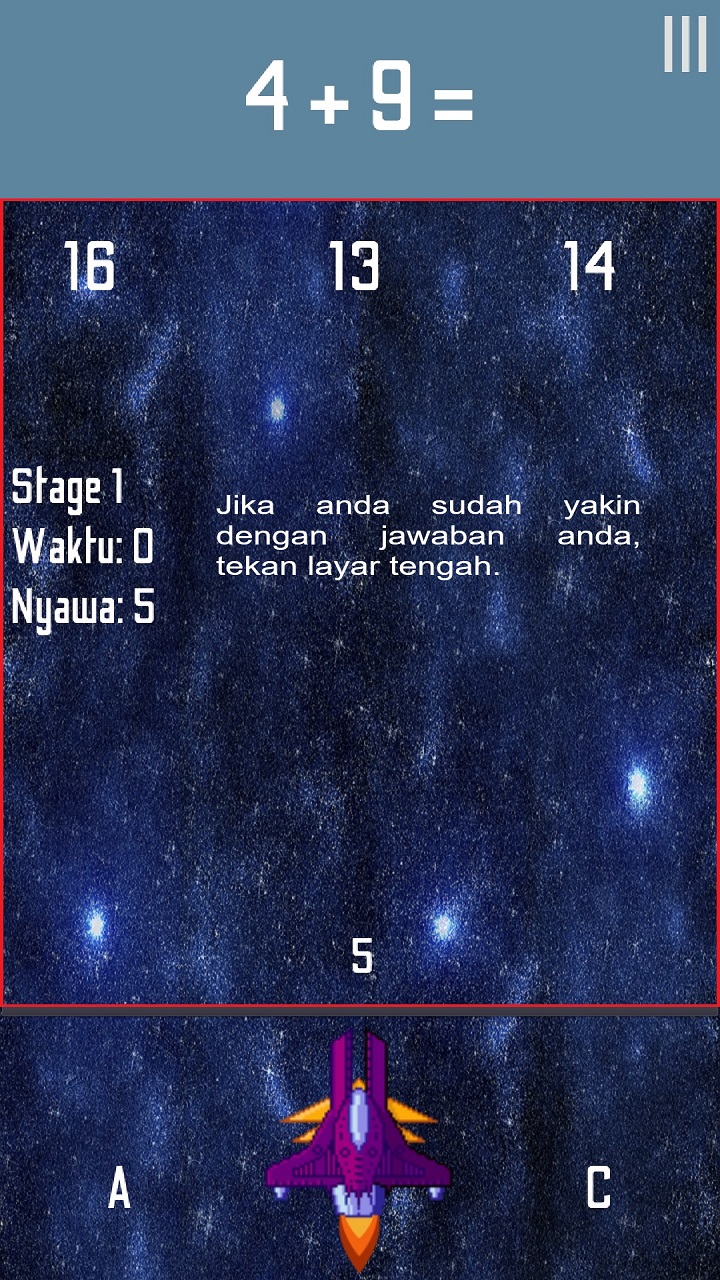 4 + 9 =
16 13 14
Stage 1
Waktu: 0
Nyawa: 5
Jika anda sudah yakin
dengan jawaban anda,
tekan layar tengah.
5
A C